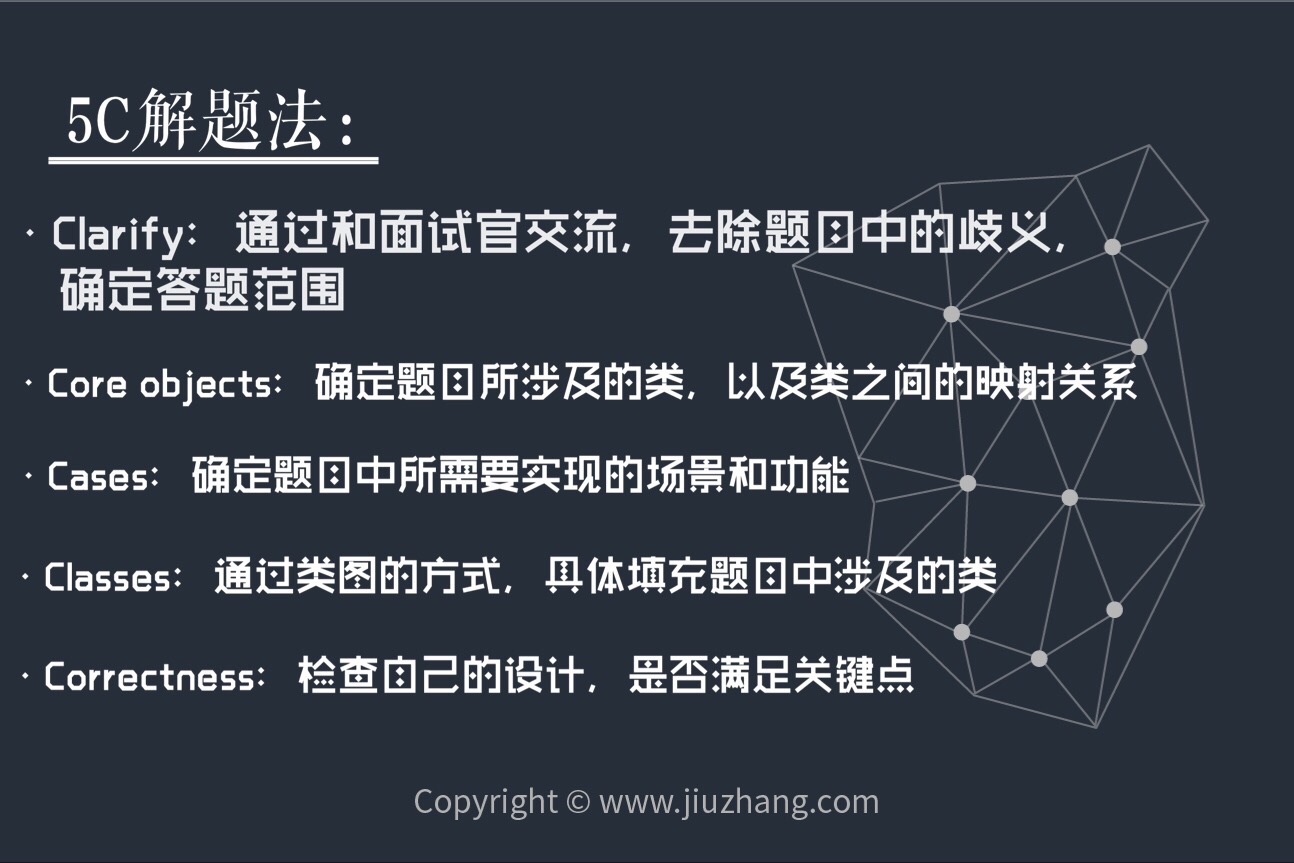 5C解题法：
· Clarify： 通过和面试官交流，去除题目中的歧义，
确定答题范围
· Core objects： 确定题目所涉及的类，以及类之间的映射关系
· Cases： 确定题目中所需要实现的场景和功能
· Classes： 通过类图的方式，具体填充题目中涉及的类
· Correctness： 检查自己的设计，是否满足关键点
Copyright © www.jiuzhang.com